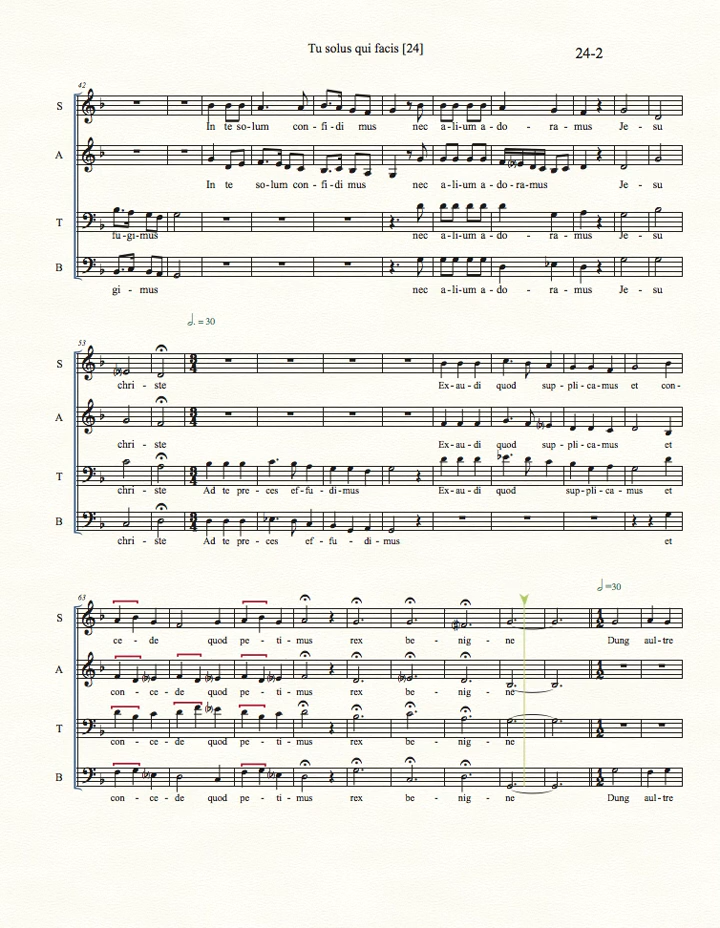 Tu solus qui facis [24]
24-2
42
S
In te so-lum con-fi-di mus nec a-li-um a-do- ra-mus Je-su
A
In te so-lum con-fi-di-mus nec a-li-um a-do-ra-mus Je-su
T
fu-gi-mus nec a-li-um a-do- ra-mus Je-su
B
gi-mus nec a-li-um a-do- ra-mus Je-su
= 30
53
S
chri-ste Ex-au-di quod sup-pli-ca-mus et con-
A
chri-ste Ex-au-di quod sup-pli-ca-mus et
T
chri-ste Ad te pre-ces ef-fu-di-mus Ex-au-di quod sup-pli-ca-mus et
B
chri-ste Ad te pre-ces ef-fu-di-mus et
=30
63
S
ce-de quod pe-ti-mus rex be-nig-ne Dung aul-tre
A
con-ce-de quod pe-ti-mus rex be-nig-ne
T
con-ce-de quod pe-ti-mus rex be-nig-ne
B
con-ce-de quod pe-ti-mus rex be-nig-ne Dung aul-tre